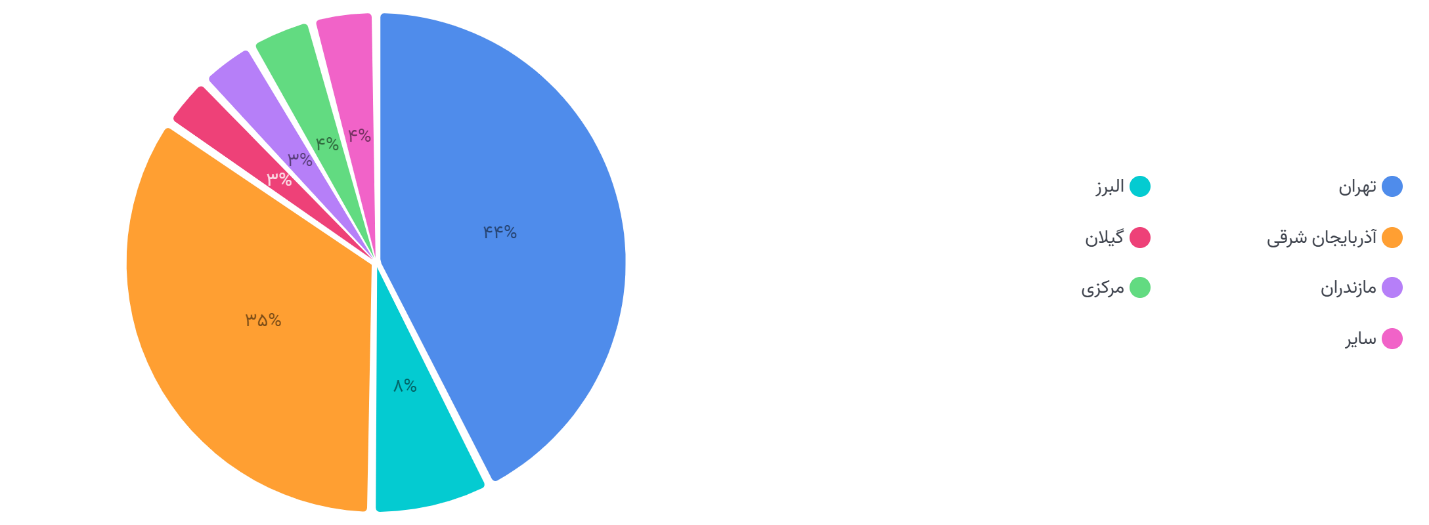 ۴%
۴%
۳%
۳%
۴۴%
۳۵%
۸%
تهران
البرز
آذربایجان شرقی
گیلان
مازندران
مرکزی
سایر